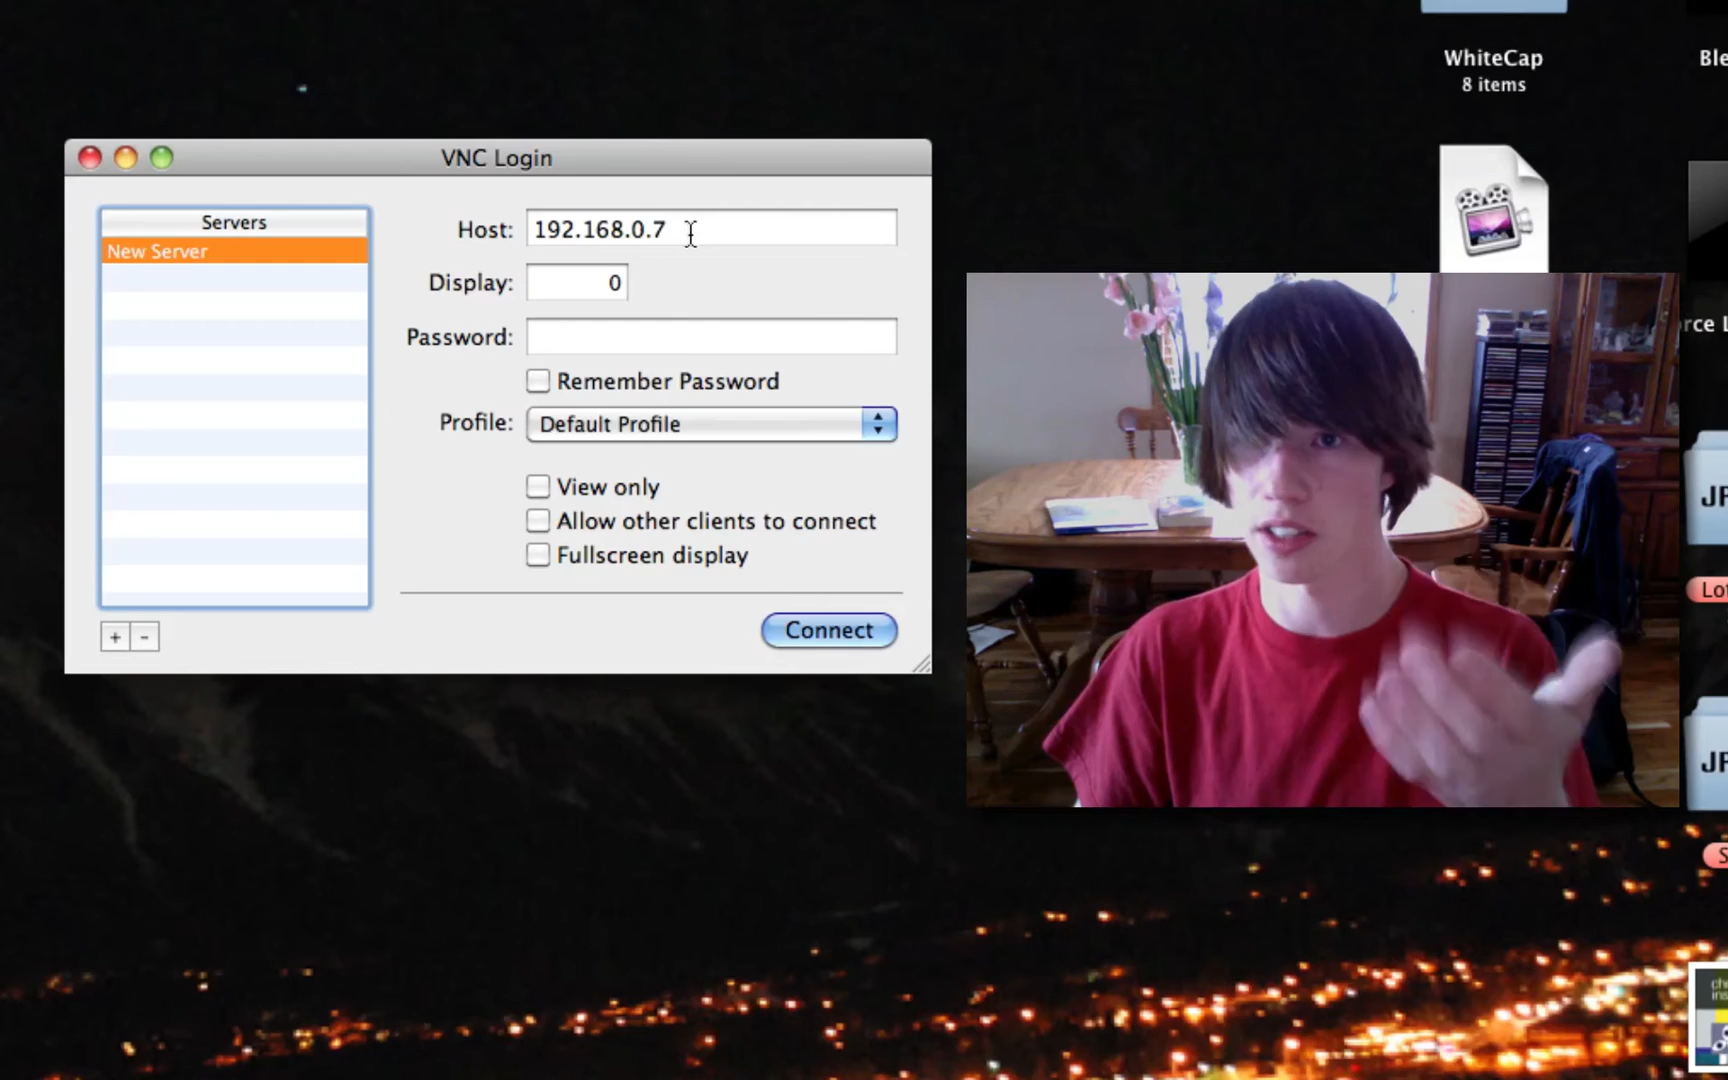 WhiteCap
8 items
VNC Login
Servers
New Server
Host: 192.168.0.7
Display: 0
Password:
Remember Password
Profile: Default Profile
View only
Allow other clients to connect
Fullscreen display
+ -
Connect